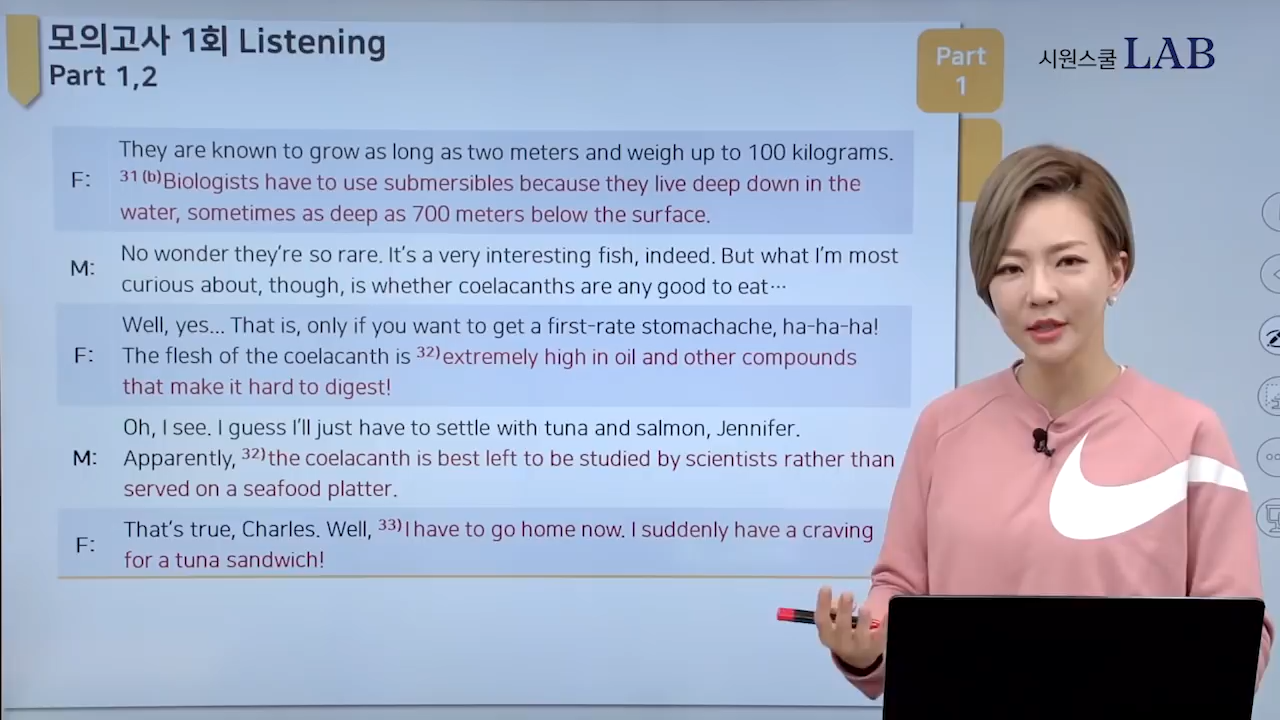 모의고사 1회 Listening
Part 1,2
Part
1
시원스쿨 LAB
F:
They are known to grow as long as two meters and weigh up to 100 kilograms.
31 (b)Biologists have to use submersibles because they live deep down in the
water, sometimes as deep as 700 meters below the surface.
M:
No wonder they're so rare. It's a very interesting fish, indeed. But what I'm most
curious about, though, is whether coelacanths are any good to eat…
F:
Well, yes... That is, only if you want to get a first-rate stomachache, ha-ha-ha!
The flesh of the coelacanth is 32)extremely high in oil and other compounds
that make it hard to digest!
M:
Oh, I see. I guess I'll just have to settle with tuna and salmon, Jennifer.
Apparently, 32)the coelacanth is best left to be studied by scientists rather than
served on a seafood platter.
F:
That's true, Charles. Well, 33)I have to go home now. I suddenly have a craving
for a tuna sandwich!